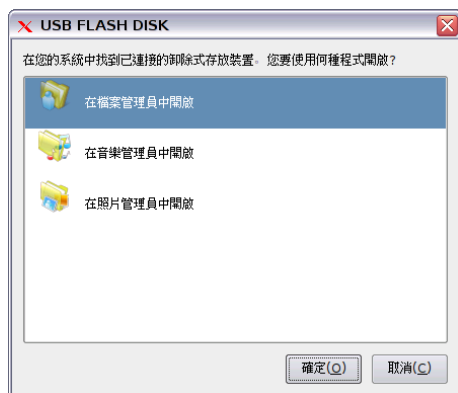 USB FLASH DISK
在您的系統中找到已連接的卸除式存放裝置。您要使用何種程式開啟?
在檔案管理員中開啟
在音樂管理員中開啟
在照片管理員中開啟
確定(O) 取消(C)